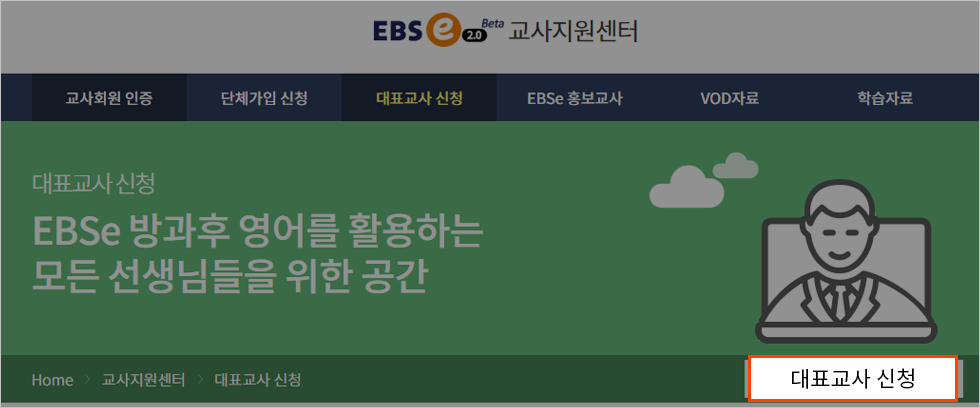 EBS e 2.0 Beta 교사지원센터
교사회원 인증 단체가입 신청 대표교사 신청 EBSe 홍보교사 VOD자료 학습자료
대표교사 신청
EBSe 방과후 영어를 활용하는
모든 선생님들을 위한 공간
Home > 교사지원센터 > 대표교사 신청
대표교사 신청